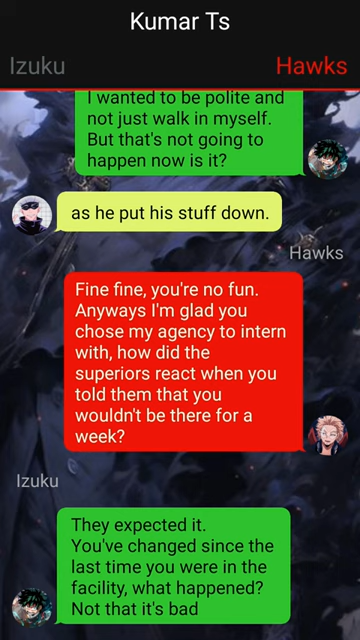 Kumar Ts
Izuku
Hawks
I wanted to be polite and
not just walk in myself.
But that's not going to
happen now is it?
as he put his stuff down.
Hawks
Fine fine, you're no fun.
Anyways I'm glad you
chose my agency to intern
with, how did the
superiors react when you
told them that you
wouldn't be there for a
week?
Izuku
They expected it.
You've changed since the
last time you were in the
facility, what happened?
Not that it's bad